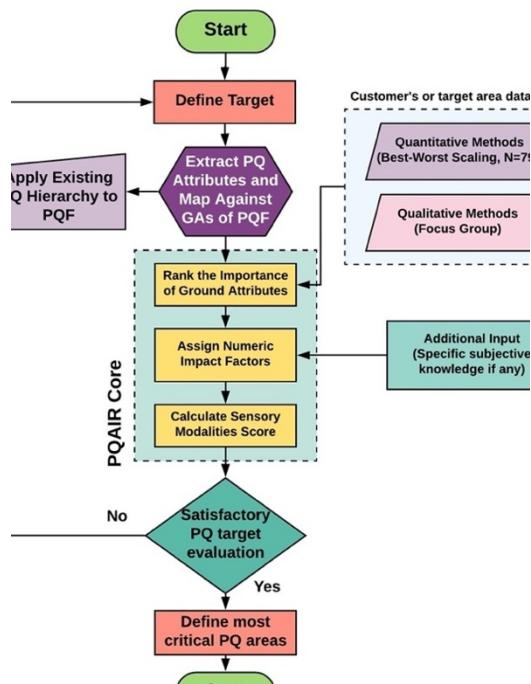 Start
Define Target
Customer's or target area data
Quantitative Methods
(Best-Worst Scaling, N=79
Extract PQ
Attributes and
Map Against
GAs of PQF
Apply Existing
Q Hierarchy to
PQF
Qualitative Methods
(Focus Group)
Rank the Importance
of Ground Attributes
Assign Numeric
Impact Factors
Additional Input
(Specific subjective
knowledge if any)
Calculate Sensory
Modalities Score
PQAIR Core
Satisfactory
PQ target
evaluation
No
Yes
Define most
critical PQ areas